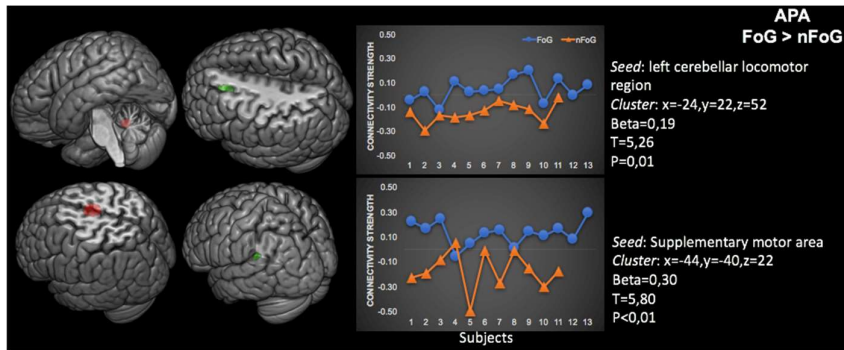 APA
FoG > nFoG
FoG nFoG
CONNECTIVITY STRENGTH
0.50
0.30
0.10
-0.10
-0.30
-0.50
1 2 3 4 5 6 7 8 9 10 11 12 13
Seed: left cerebellar locomotor
region
Cluster: x=-24,y=22,z=52
Beta=0,19
T=5,26
P=0,01
CONNECTIVITY STRENGTH
0.50
0.30
0.10
-0.10
-0.30
-0.50
1 2 3 4 5 6 7 8 9 10 11 12 13
Subjects
Seed: Supplementary motor area
Cluster: x=-44,y=-40,z=22
Beta=0,30
T=5,80
P<0,01